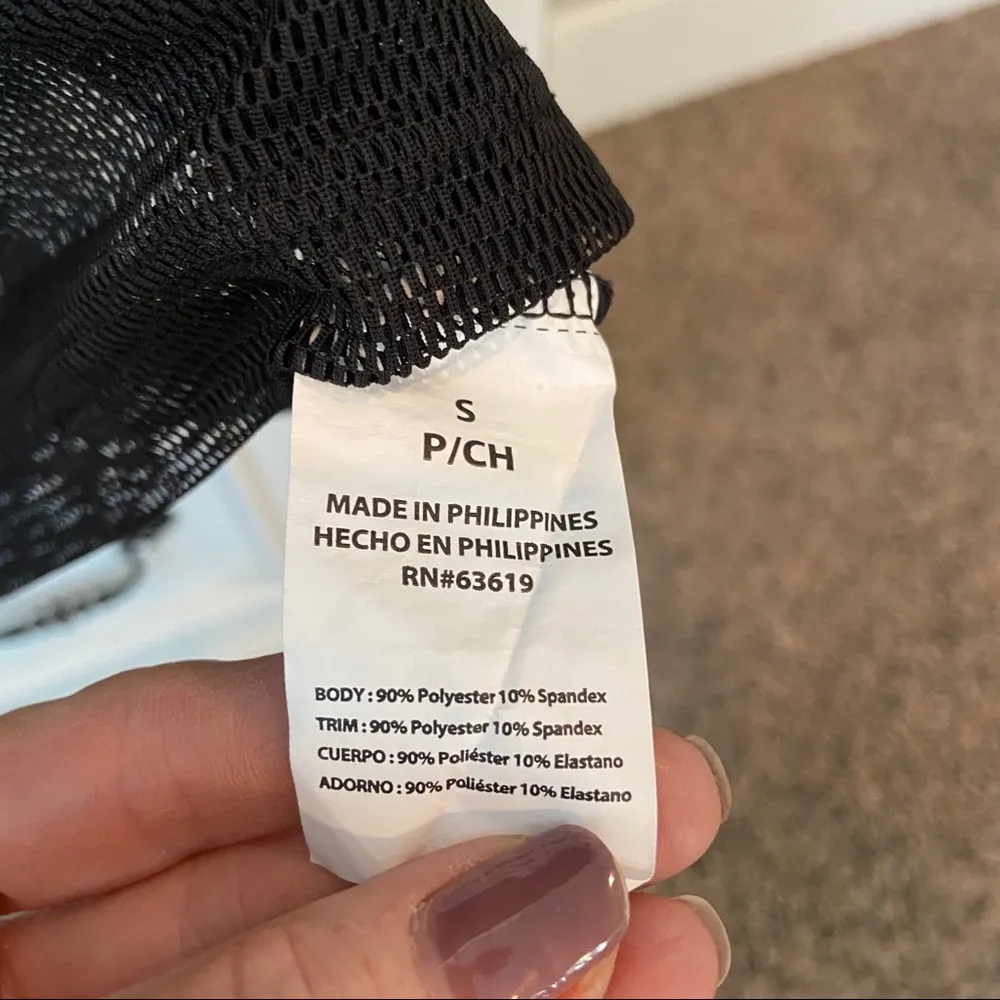 S
P/CH
MADE IN PHILIPPINES
HECHO EN PHILIPPINES
RN#63619
BODY : 90% Polyester 10% Spandex
TRIM : 90% Polyester 10% Spandex
CUERPO : 90% Poliéster 10% Elastano
ADORNO : 90% Poliéster 10% Elastano